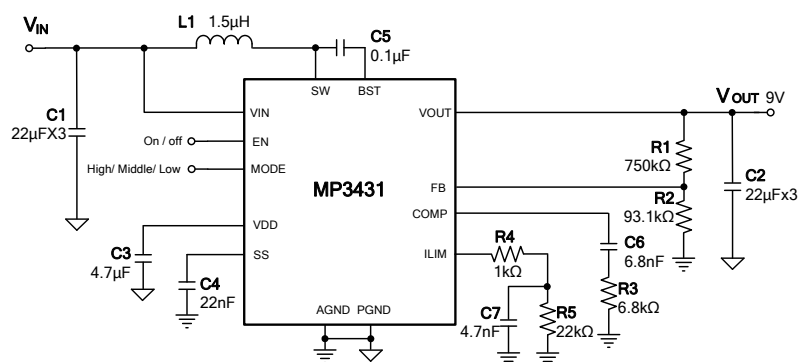 L1 1.5µH
VIN
C5
0.1µF
SW BST
C1
22µFX3
VIN
VOUT
VOUT 9V
On / off
EN
R1
750kΩ
High/ Middle/ Low
MODE
MP3431
FB
C2
22µFx3
R2
93.1kΩ
COMP
VDD
C3
4.7µF
R4
1kΩ
C6
6.8nF
SS
ILIM
C4
22nF
R3
6.8kΩ
C7
4.7nF
R5
22kΩ
AGND PGND